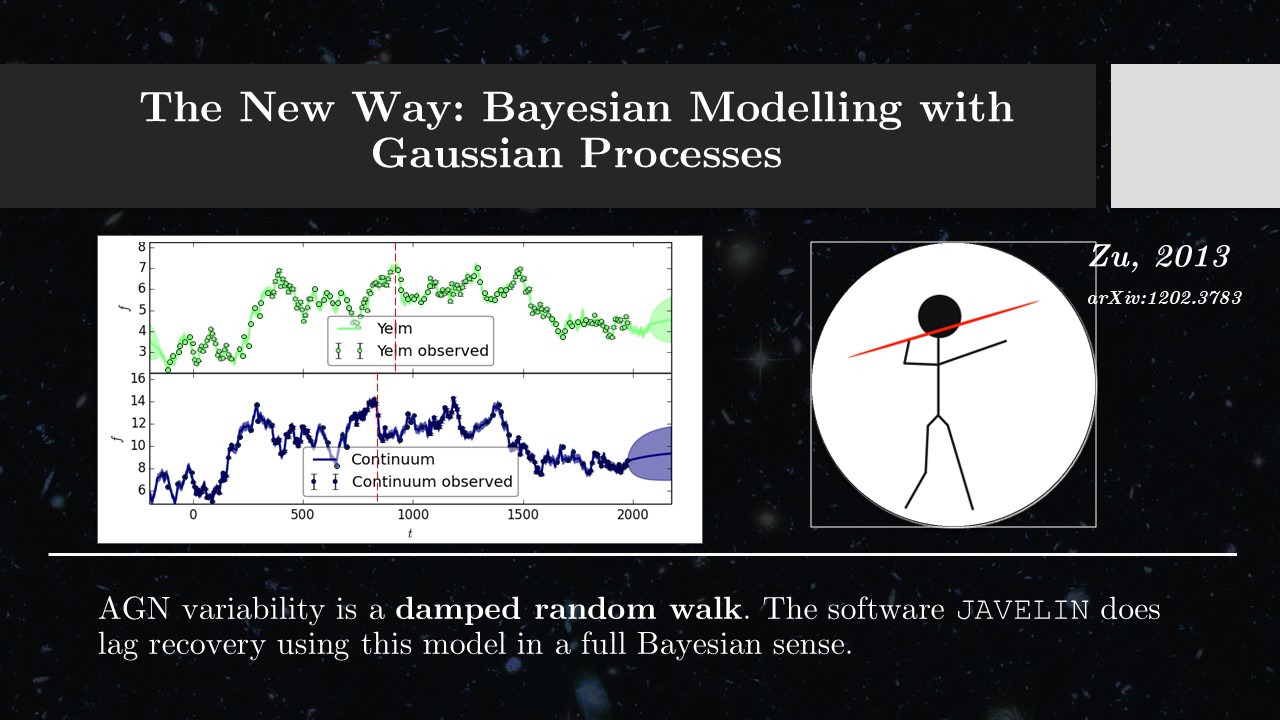 The New Way: Bayesian Modelling with
Gaussian Processes
8
7
6
5
4
3
f
Yelm
Yelm observed
16
14
12
10
8
6
f
Continuum
Continuum observed
0 500 1000 1500 2000
t
Zu, 2013
arXiv:1202.3783
AGN variability is a damped random walk. The software JAVELIN does
lag recovery using this model in a full Bayesian sense.